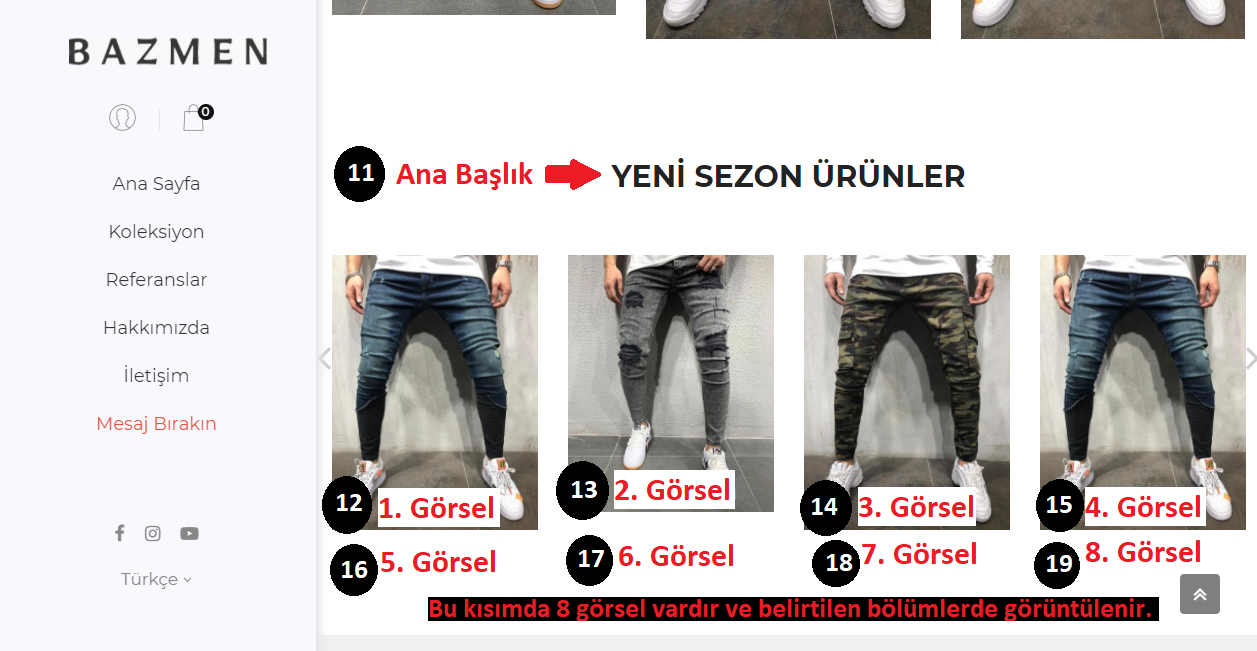 BAZMEN
0
Ana Sayfa
Koleksiyon
Referanslar
Hakkımızda
İletişim
Mesaj Bırakın
Türkçe
11 Ana Başlık YENİ SEZON ÜRÜNLER
12 1. Görsel
13 2. Görsel
14 3. Görsel
15 4. Görsel
16 5. Görsel
17 6. Görsel
18 7. Görsel
19 8. Görsel
Bu kısımda 8 görsel vardır ve belirtilen bölümlerde görüntülenir.